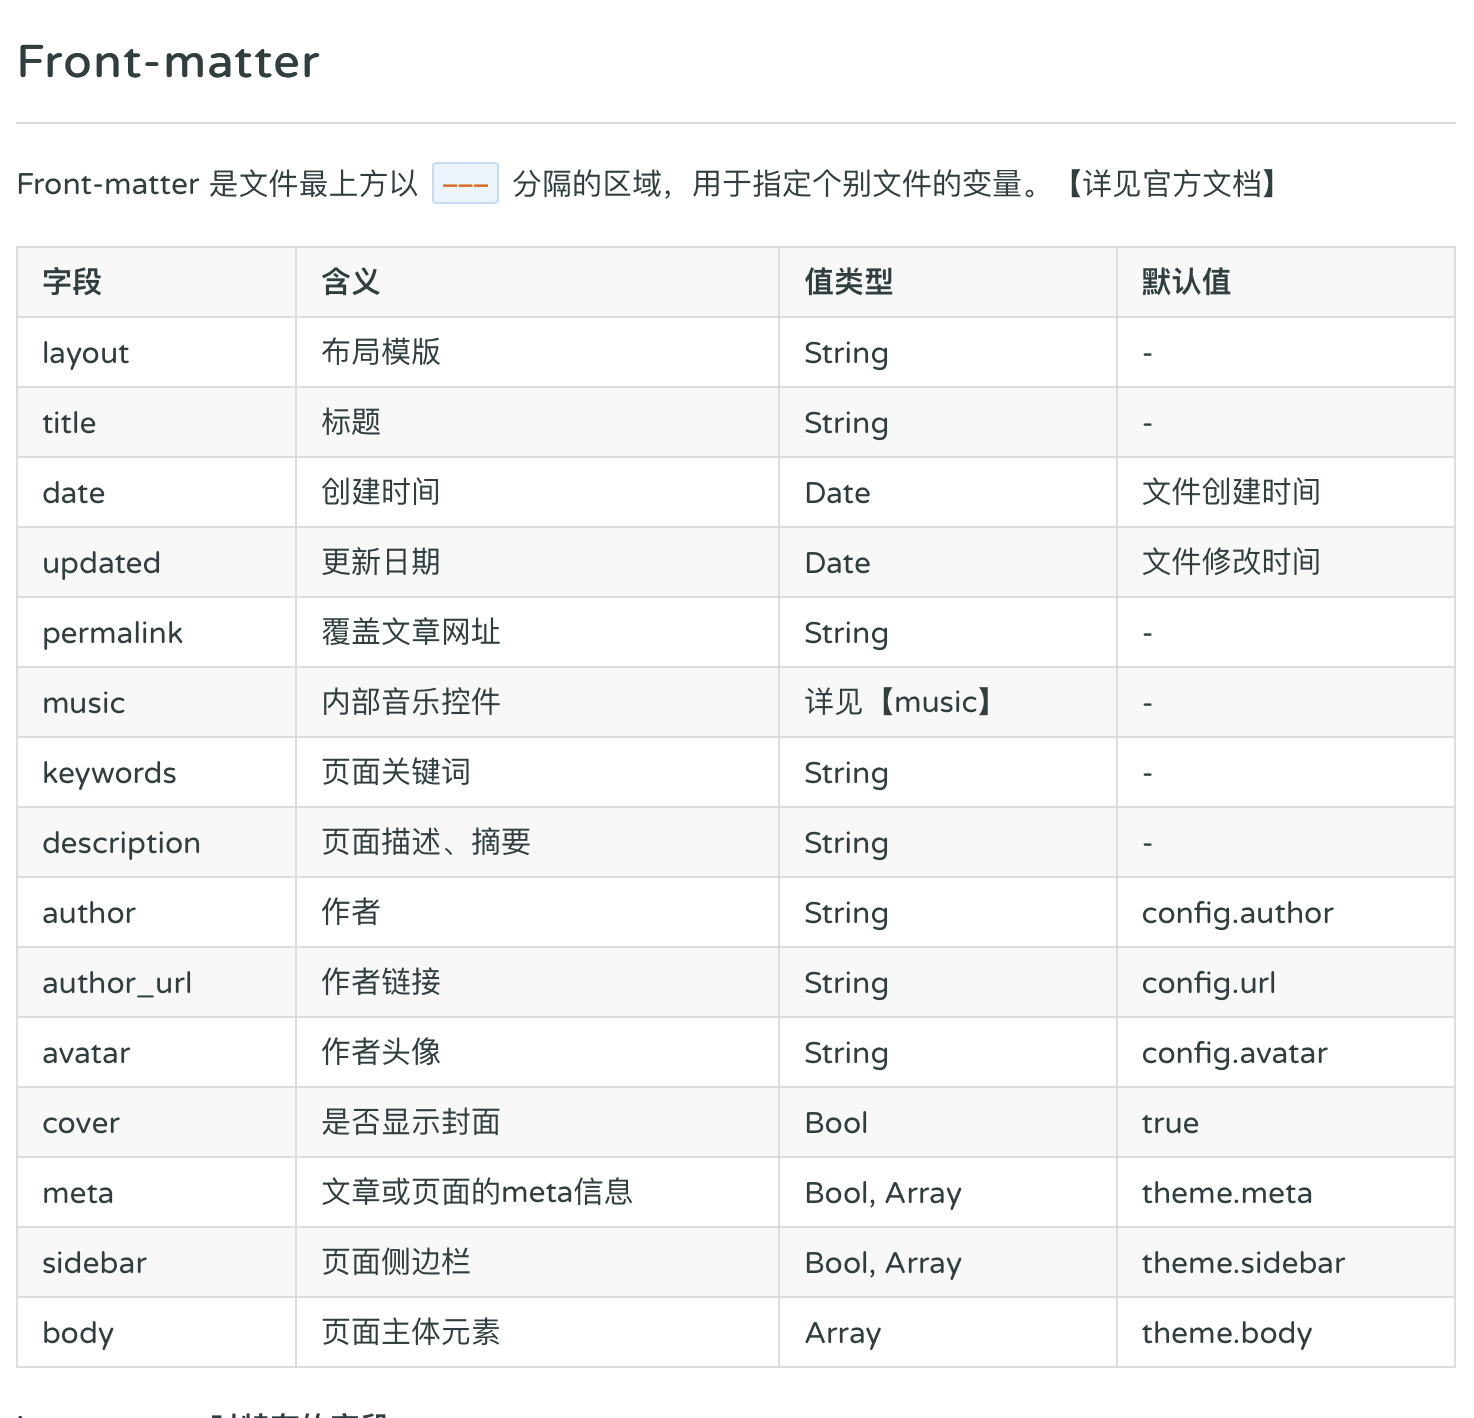 Front-matter
Front-matter 是文件最上方以 --- 分隔的区域，用于指定个别文件的变量。【详见官方文档】
字段 含义 值类型 默认值
layout 布局模版 String -
title 标题 String -
date 创建时间 Date 文件创建时间
updated 更新日期 Date 文件修改时间
permalink 覆盖文章网址 String -
music 内部音乐控件 详见【music】 -
keywords 页面关键词 String -
description 页面描述、摘要 String -
author 作者 String config.author
author_url 作者链接 String config.url
avatar 作者头像 String config.avatar
cover 是否显示封面 Bool true
meta 文章或页面的meta信息 Bool, Array theme.meta
sidebar 页面侧边栏 Bool, Array theme.sidebar
body 页面主体元素 Array theme.body